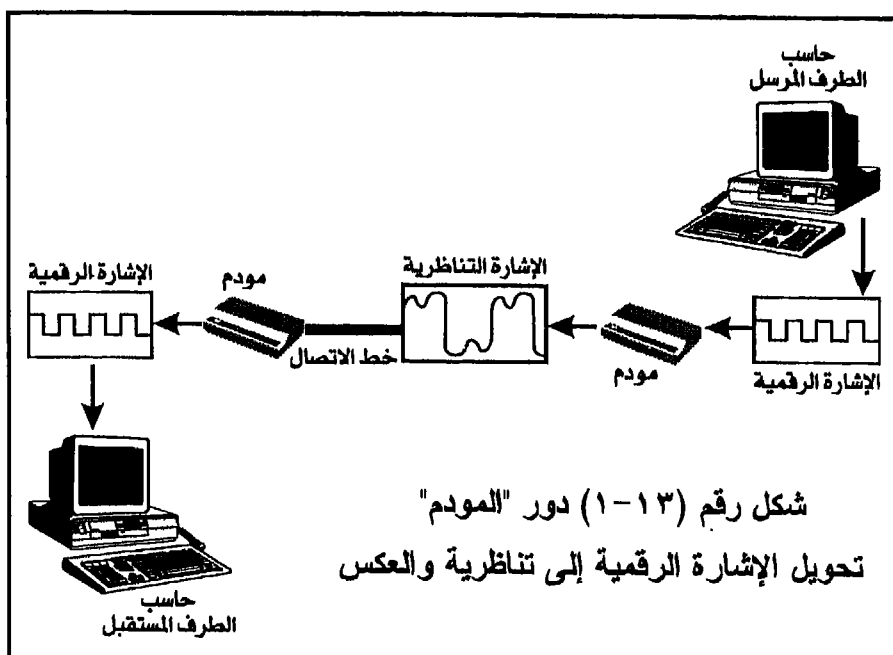 حاسب
الطرف المرسل
الإشارة الرقمية
مودم
الإشارة التناظرية
خط الاتصال
مودم
الإشارة الرقمية
حاسب
الطرف المستقبل
شكل رقم (١٣-١) دور "المودم"
تحويل الإشارة الرقمية إلى تناظرية والعكس